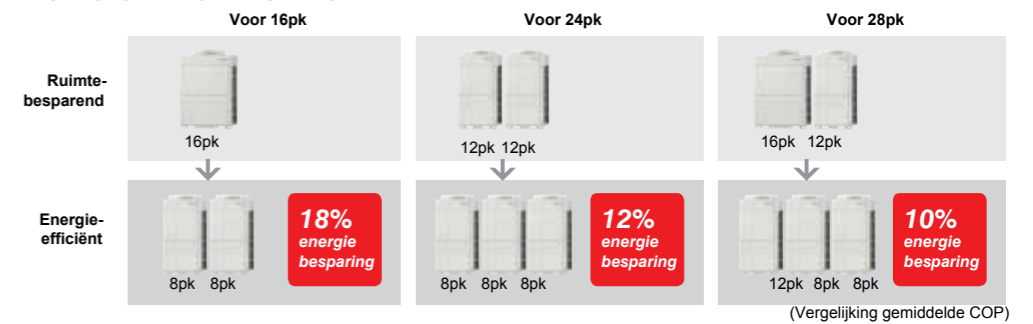 Voor 16pk
Voor 24pk
Voor 28pk
Ruimte-
besparend
16pk
12pk 12pk
16pk 12pk
Energie-
efficiënt
8pk 8pk
18%
energie
besparing
8pk 8pk 8pk
12%
energie
besparing
12pk 8pk 8pk
10%
energie
besparing
(Vergelijking gemiddelde COP)